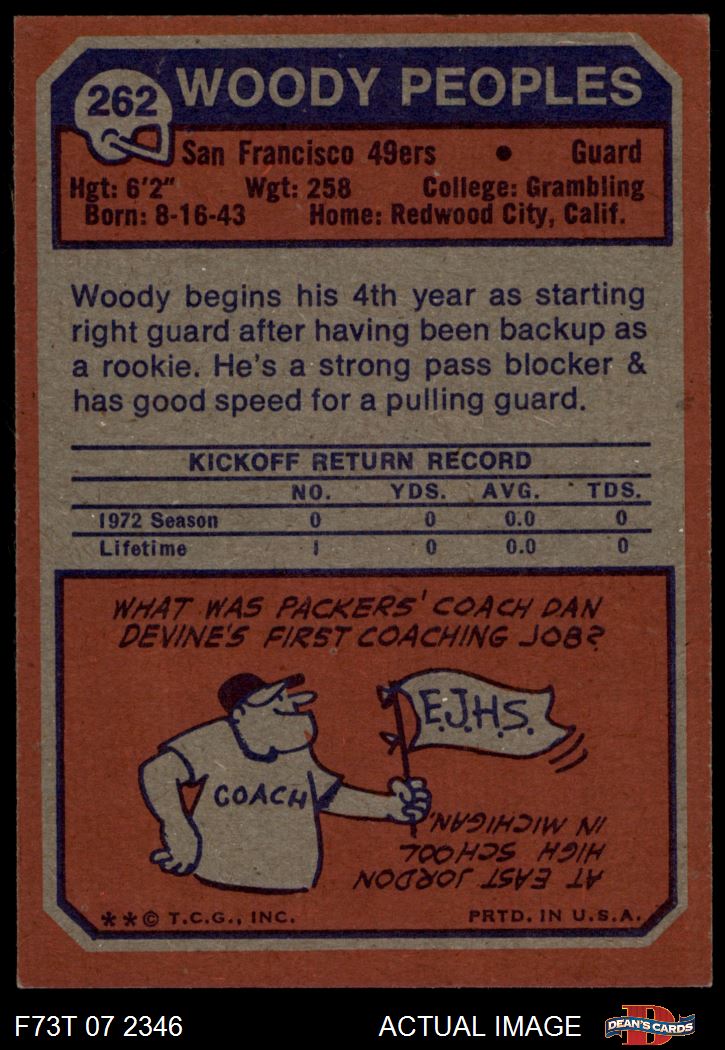 262
WOODY PEOPLES
San Francisco 49ers • Guard
Hgt: 6'2" Wgt: 258 College: Grambling
Born: 8-16-43 Home: Redwood City, Calif.
Woody begins his 4th year as starting
right guard after having been backup as
a rookie. He's a strong pass blocker &
has good speed for a pulling guard.
KICKOFF RETURN RECORD
NO. YDS. AVG. TDS.
1972 Season 0 0 0.0 0
Lifetime 1 0 0.0 0
WHAT WAS PACKERS' COACH DAN
DEVINE'S FIRST COACHING JOB?
E.J.H.S.
COACH
AT EAST JORDON
HIGH SCHOOL
IN MICHIGAN.
**© T.C.G., INC. PRTD. IN U.S.A.
F73T 07 2346 ACTUAL IMAGE
D
DEAN'S CARDS